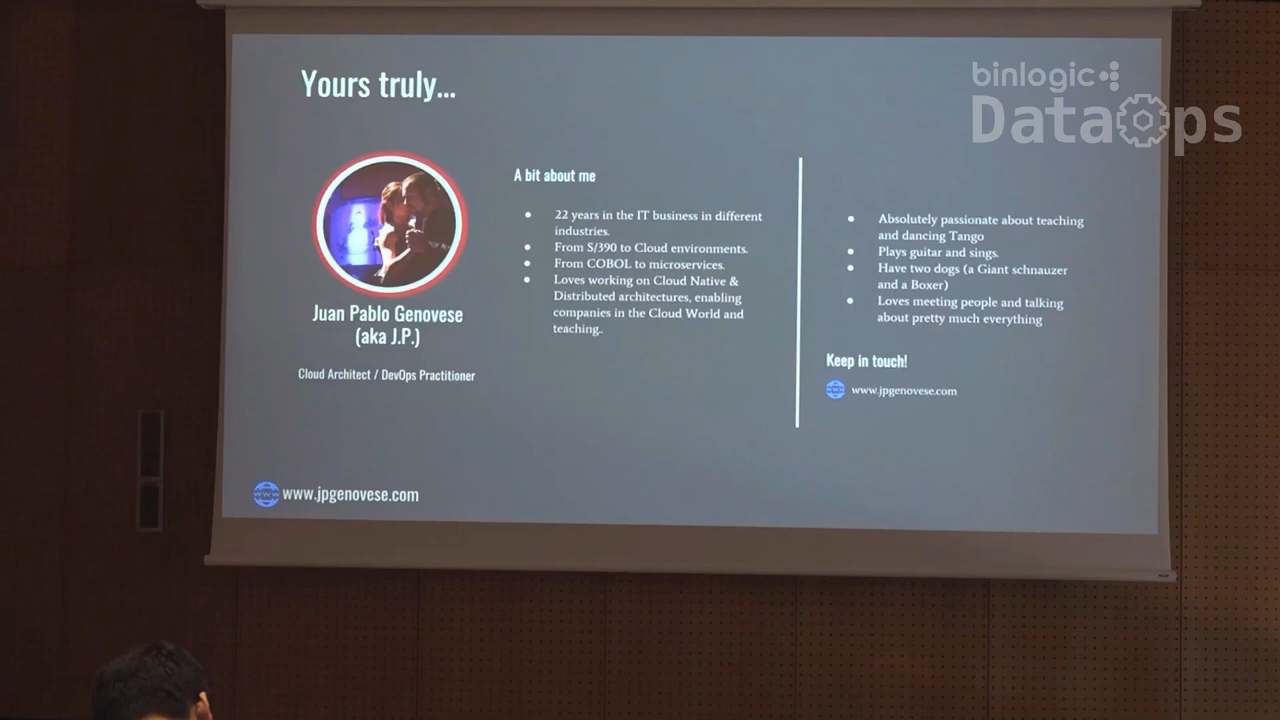 Yours truly...
binlogic
DataOps
A bit about me
22 years in the IT business in different
industries.
From S/390 to Cloud environments.
From COBOL to microservices.
Loves working on Cloud Native &
Distributed architectures, enabling
companies in the Cloud World and
teaching.
Juan Pablo Genovese
(aka J.P.)
Cloud Architect / DevOps Practitioner
Absolutely passionate about teaching
and dancing Tango
Plays guitar and sings.
Have two dogs (a Giant schnauzer
and a Boxer)
Loves meeting people and talking
about pretty much everything
Keep in touch!
www.jpgenovese.com
www.jpgenovese.com